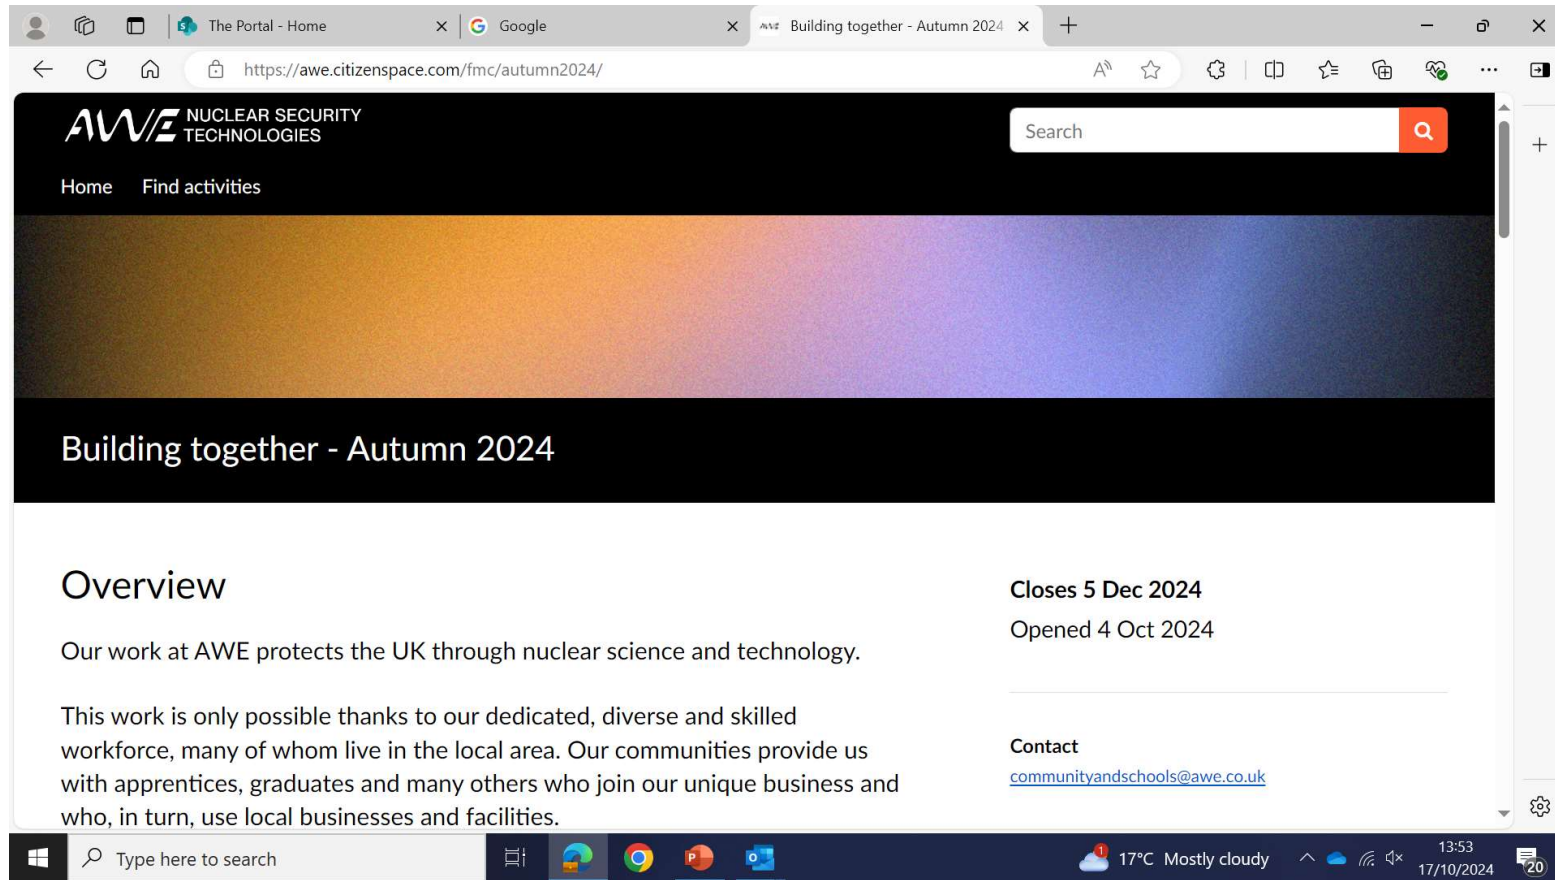 The Portal - Home
Google
Building together - Autumn 2024
https://awe.citizenspace.com/fmc/autumn2024/
AWE NUCLEAR SECURITY
TECHNOLOGIES
Search
Home Find activities
Building together - Autumn 2024
Overview
Closes 5 Dec 2024
Opened 4 Oct 2024
Our work at AWE protects the UK through nuclear science and technology.
This work is only possible thanks to our dedicated, diverse and skilled
workforce, many of whom live in the local area. Our communities provide us
with apprentices, graduates and many others who join our unique business and
who, in turn, use local businesses and facilities.
Contact
communityandschools@awe.co.uk
Type here to search
1
17°C Mostly cloudy
13:53
17/10/2024
20